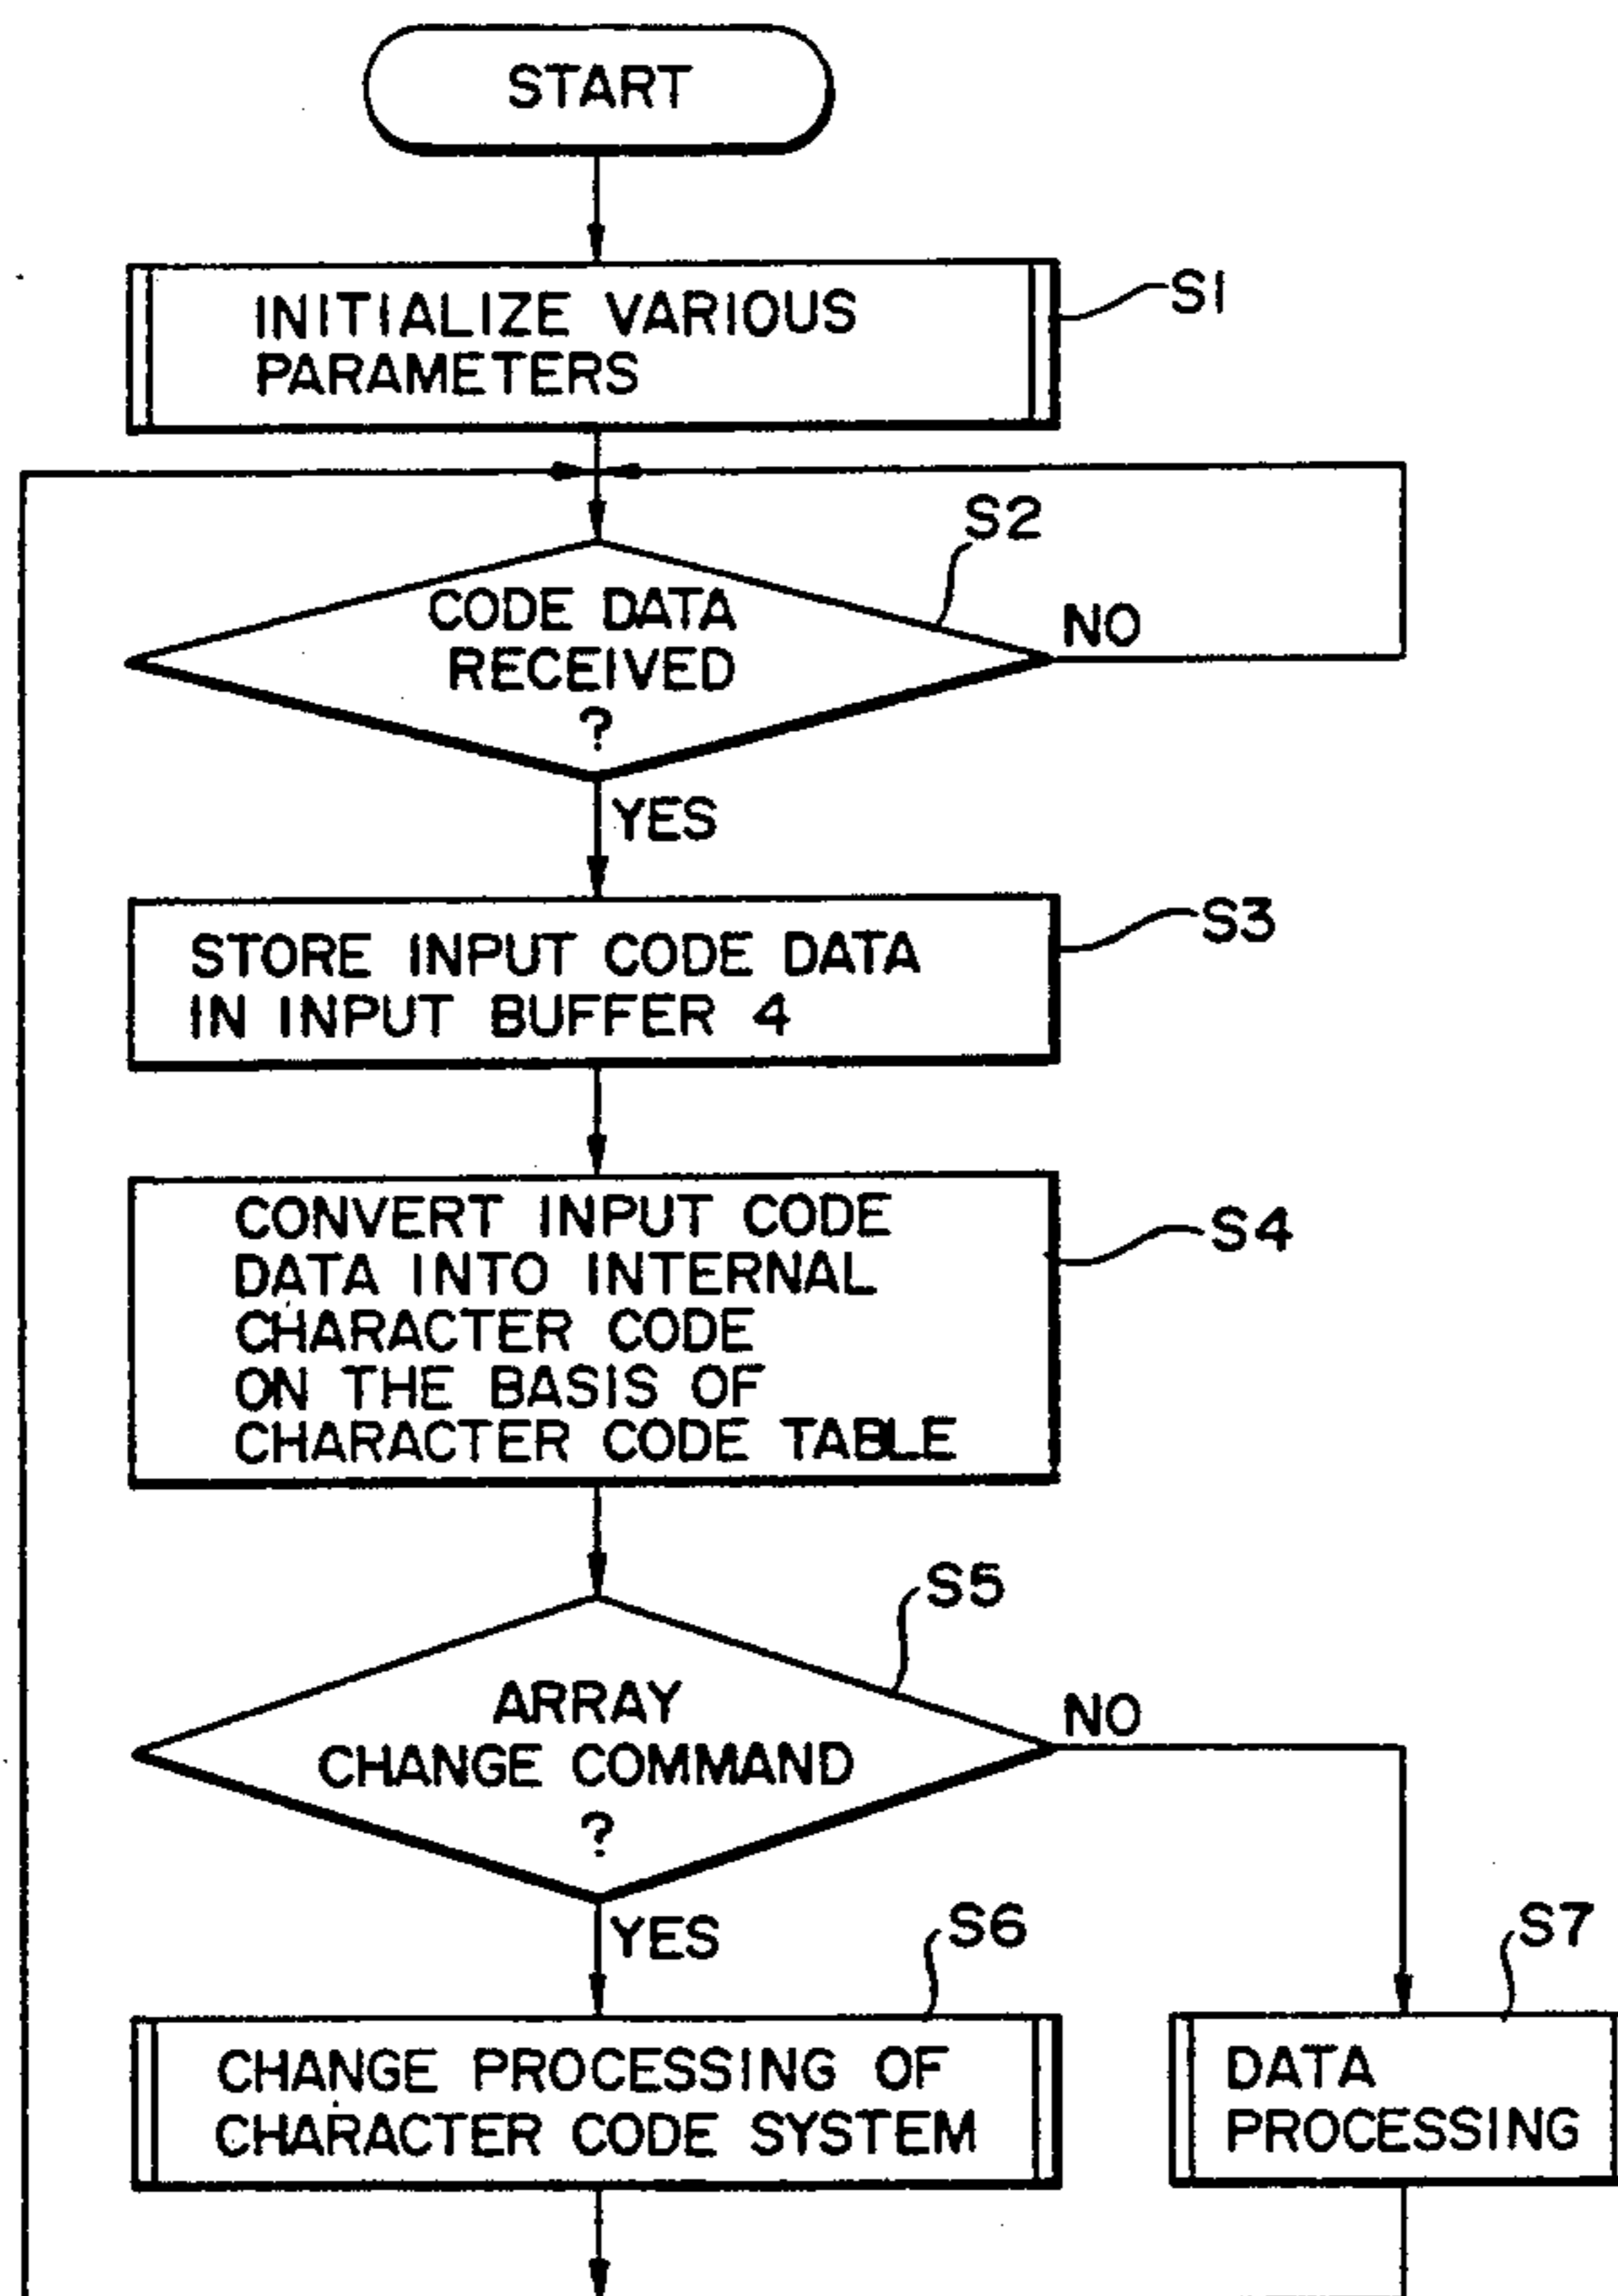 START
INITIALIZE VARIOUS
PARAMETERS
S1
S2
CODE DATA
RECEIVED
?
NO
YES
STORE INPUT CODE DATA
IN INPUT BUFFER 4
S3
CONVERT INPUT CODE
DATA INTO INTERNAL
CHARACTER CODE
ON THE BASIS OF
CHARACTER CODE TABLE
S4
S5
ARRAY
CHANGE COMMAND
?
NO
YES
S6
CHANGE PROCESSING OF
CHARACTER CODE SYSTEM
S7
DATA
PROCESSING